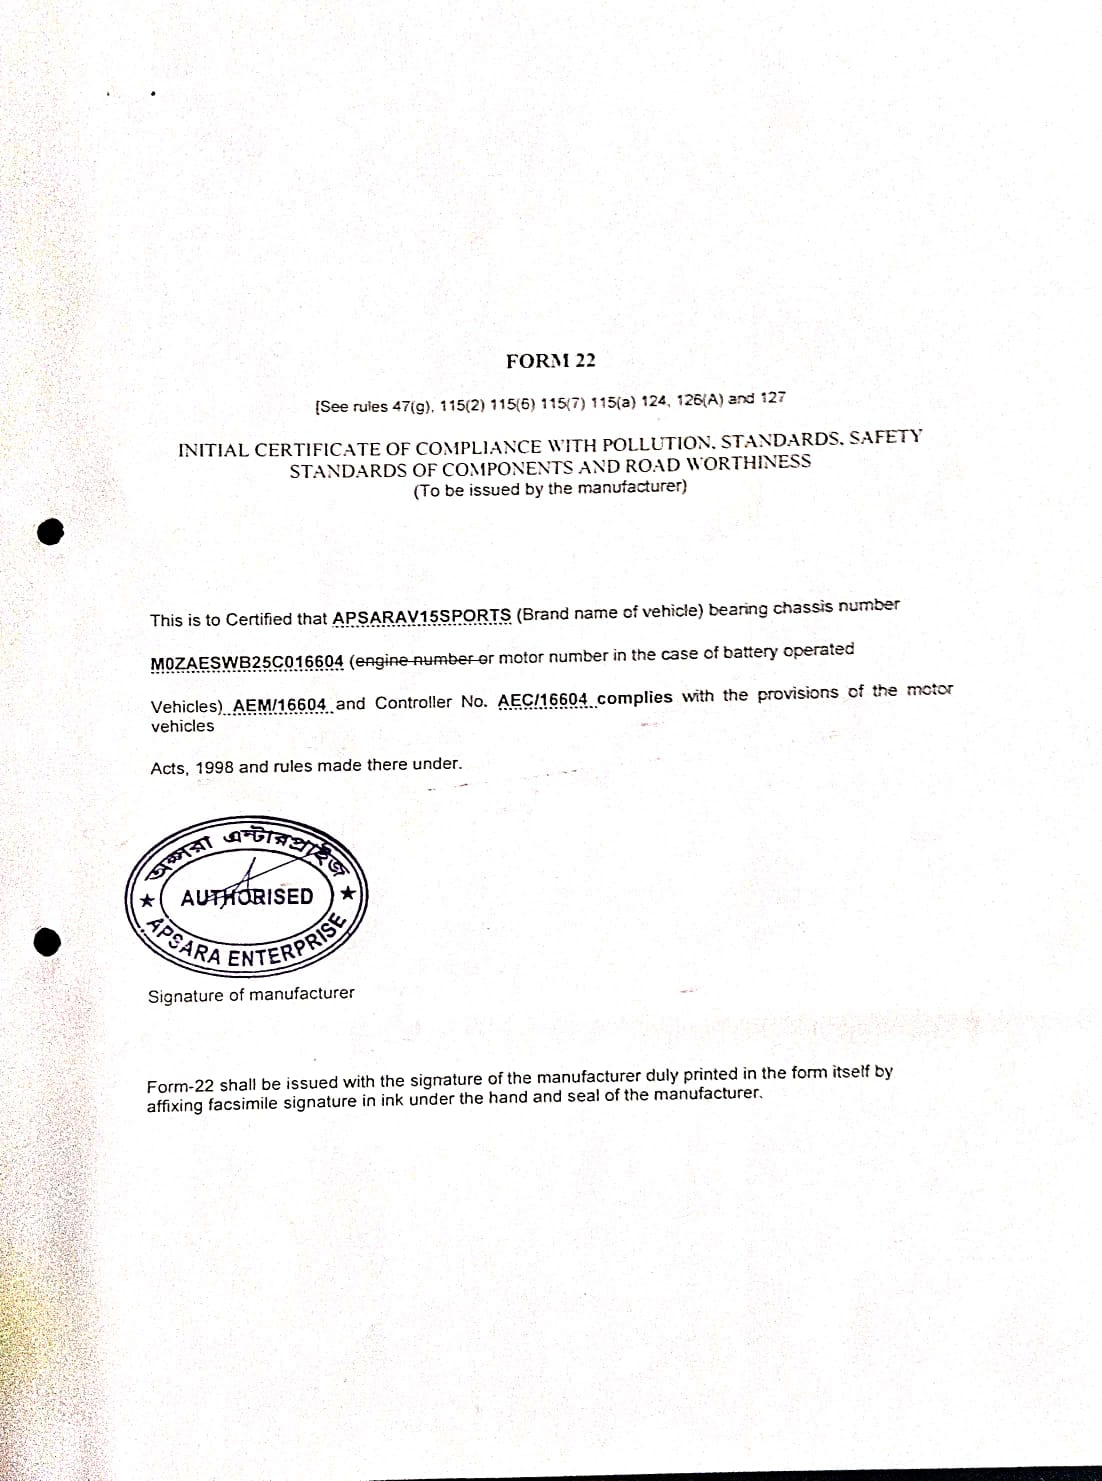 FORM 22
[See rules 47(g), 115(2) 115(6) 115(7) 115(a) 124, 126(A) and 127
INITIAL CERTIFICATE OF COMPLIANCE WITH POLLUTION, STANDARDS, SAFETY
STANDARDS OF COMPONENTS AND ROAD WORTHINESS
(To be issued by the manufacturer)
This is to Certified that APSARAV15SPORTS (Brand name of vehicle) bearing chassis number
M0ZAESWB25C016604 (engine number or motor number in the case of battery operated
Vehicles) AEM/16604 and Controller No. AEC/16604 complies with the provisions of the motor
vehicles
Acts, 1998 and rules made there under.
অপ্সরা এন্টারপ্রাইজ
★ AUTHORISED ★
APSARA ENTERPRISE
Signature of manufacturer
Form-22 shall be issued with the signature of the manufacturer duly printed in the form itself by
affixing facsimile signature in ink under the hand and seal of the manufacturer.